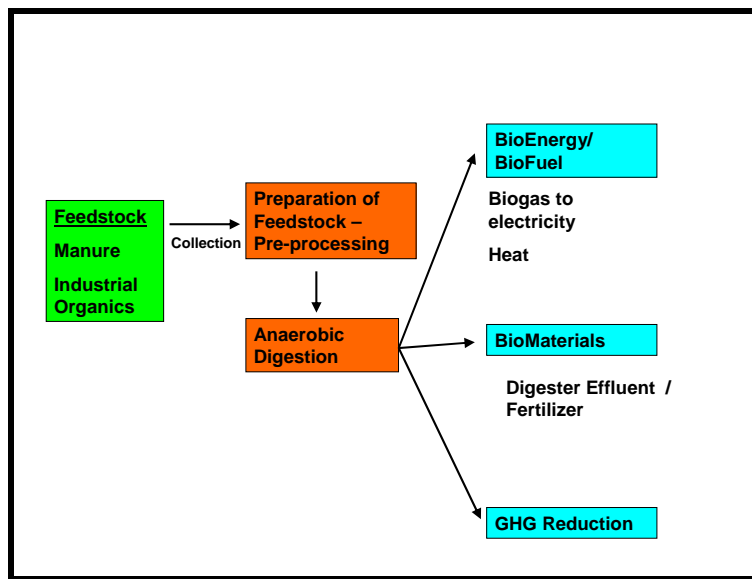 Feedstock
Manure
Industrial
Organics
Collection
Preparation of
Feedstock –
Pre-processing
Anaerobic
Digestion
BioEnergy/
BioFuel
Biogas to
electricity
Heat
BioMaterials
Digester Effluent /
Fertilizer
GHG Reduction